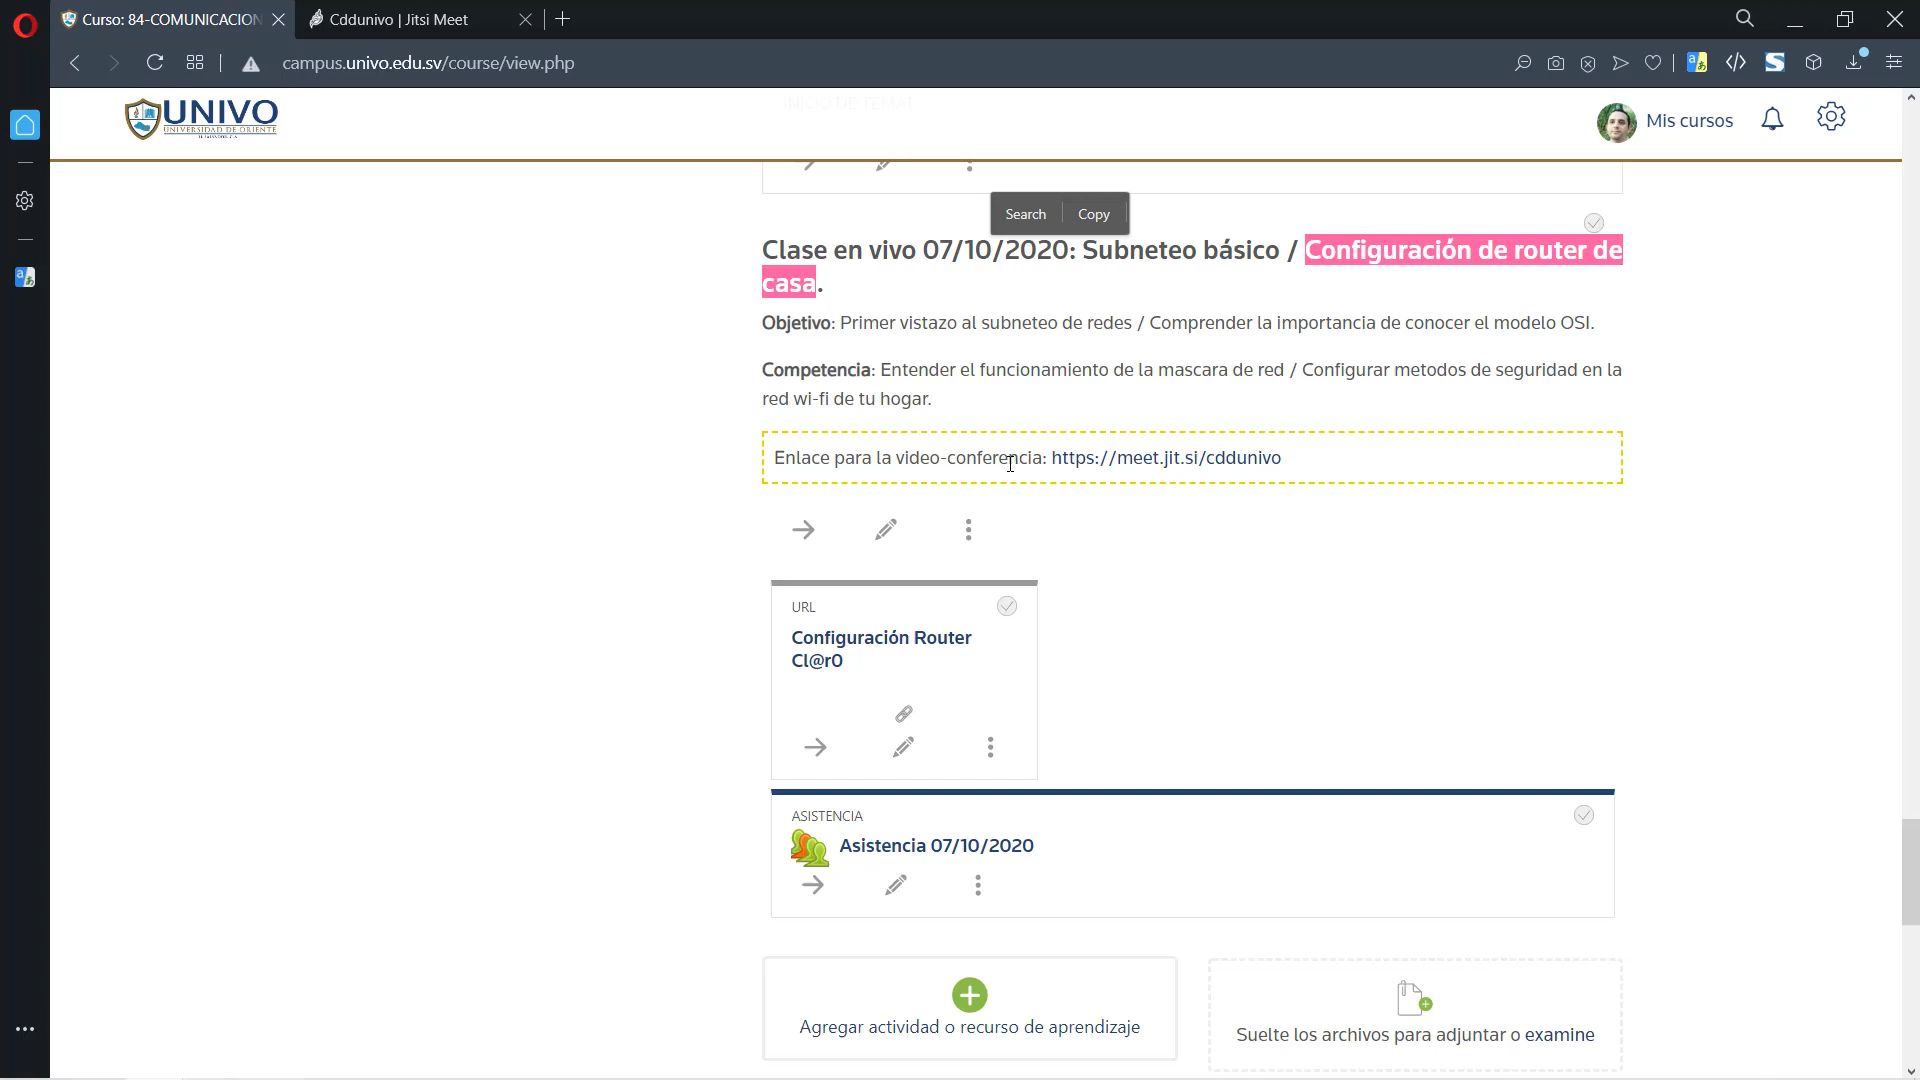 Curso: 84-COMUNICACION
Cddunivo | Jitsi Meet
campus.univo.edu.sv/course/view.php
UNIVO
UNIVERSIDAD DE ORIENTE
INICIO DE TEMAT
Mis cursos
Search
Copy
Clase en vivo 07/10/2020: Subneteo básico / Configuración de router de
casa.
Objetivo: Primer vistazo al subneteo de redes / Comprender la importancia de conocer el modelo OSI.
Competencia: Entender el funcionamiento de la mascara de red / Configurar metodos de seguridad en la
red wi-fi de tu hogar.
Enlace para la video-conferencia: https://meet.jit.si/cddunivo
URL
Configuración Router
Cl@r0
ASISTENCIA
Asistencia 07/10/2020
Agregar actividad o recurso de aprendizaje
Suelte los archivos para adjuntar o examine